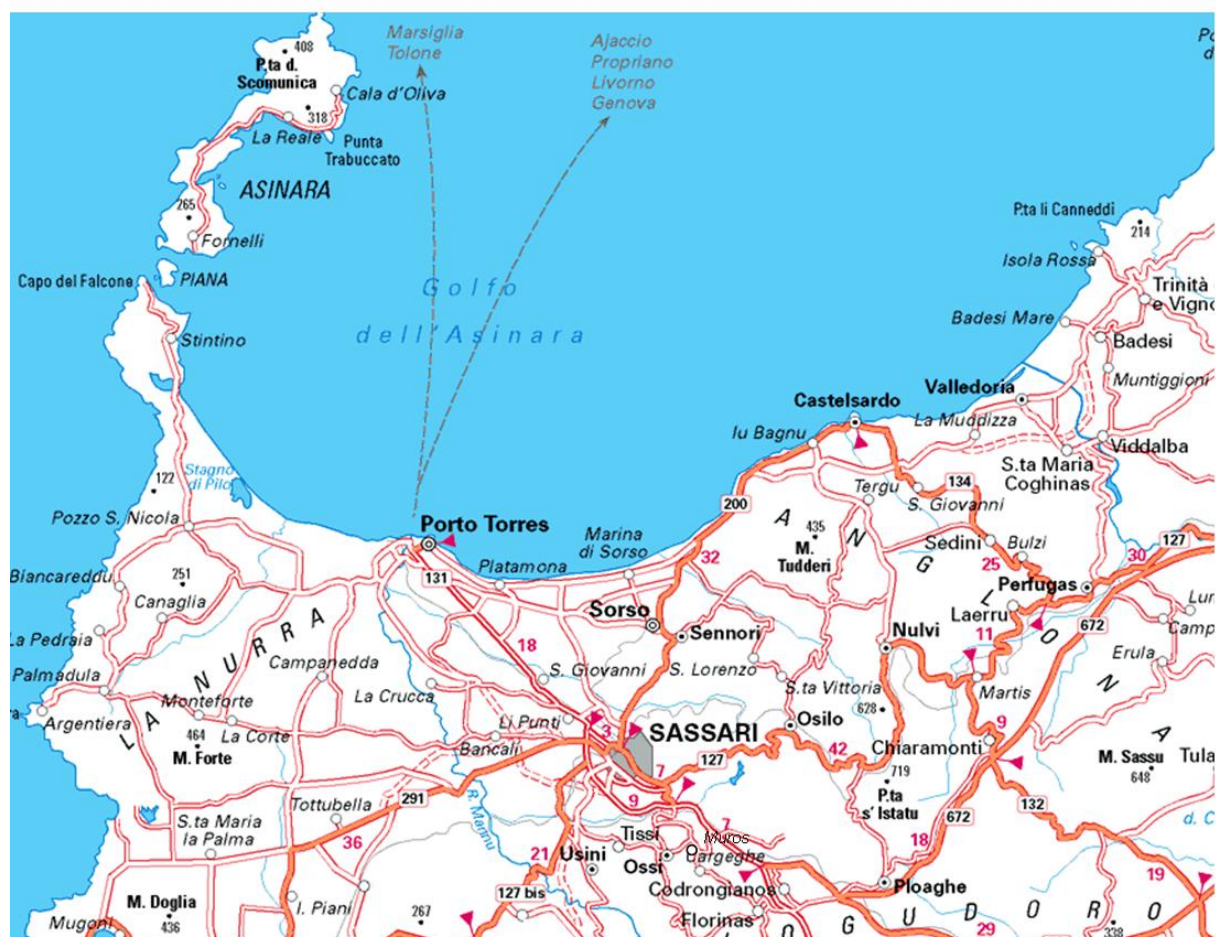 Marsiglia
Tolone
Ajaccio
Propriano
Livorno
Genova
408
P.ta d.
Scomunica
Cala d'Oliva
318
La Reale
Punta
Trabuccato
ASINARA
265
Fornelli
PIANA
Capo del Falcone
Stintino
Golfo
dell'Asinara
P.ta li Canneddi
214
Isola Rossa
Trinità
e Vigno
Badesi Mare
Badesi
Muntiggioni
Valledoria
Castelsardo
La Muddizza
Iu Bagnu
Viddalba
S.ta Maria
Coghinas
Tergu
134
S. Giovanni
200
122
Stagno
di Pilo
Pozzo S. Nicola
Porto Torres
Marina
di Sorso
435
M.
Tudderi
ANGLONA
Sedini
Bulzi
25
30
127
32
Platamona
131
Biancareddu
251
Canaglia
Perfugas
Laerru
672
Lur
Camp
Sorso
Sennori
Nulvi
11
La Pedraia
LA NURRA
18
Campanedda
S. Giovanni
S. Lorenzo
Erula
Palmadula
La Crucca
S.ta Vittoria
628
Martis
Argentiera
Monteforte
La Corte
Li Punti
Bancali
3
SASSARI
Osilo
9
Chiaramonti
464
M. Forte
42
127
7
719
P.ta
s' Istatu
M. Sassu
648
Tula
291
R. Mannu
9
132
Tottubella
S.ta Maria
la Palma
36
7
672
18
d. C
Tissi
Muros
Ossi
Cargeghe
21
Usini
127 bis
Codrongianos
Ploaghe
19
M. Doglia
436
I. Piani
267
Florinas
LOGUDORO
29
338
Mugoni